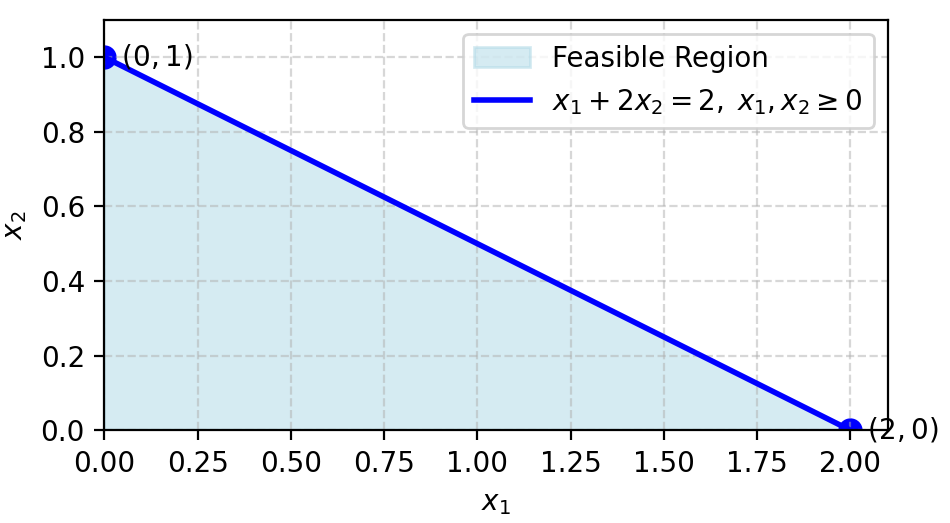 1.0
0.8
0.6
0.4
0.2
0.0
x₂
(0, 1)
Feasible Region
x₁ + 2x₂ = 2, x₁, x₂ ≥ 0
(2, 0)
0.00 0.25 0.50 0.75 1.00 1.25 1.50 1.75 2.00
x₁